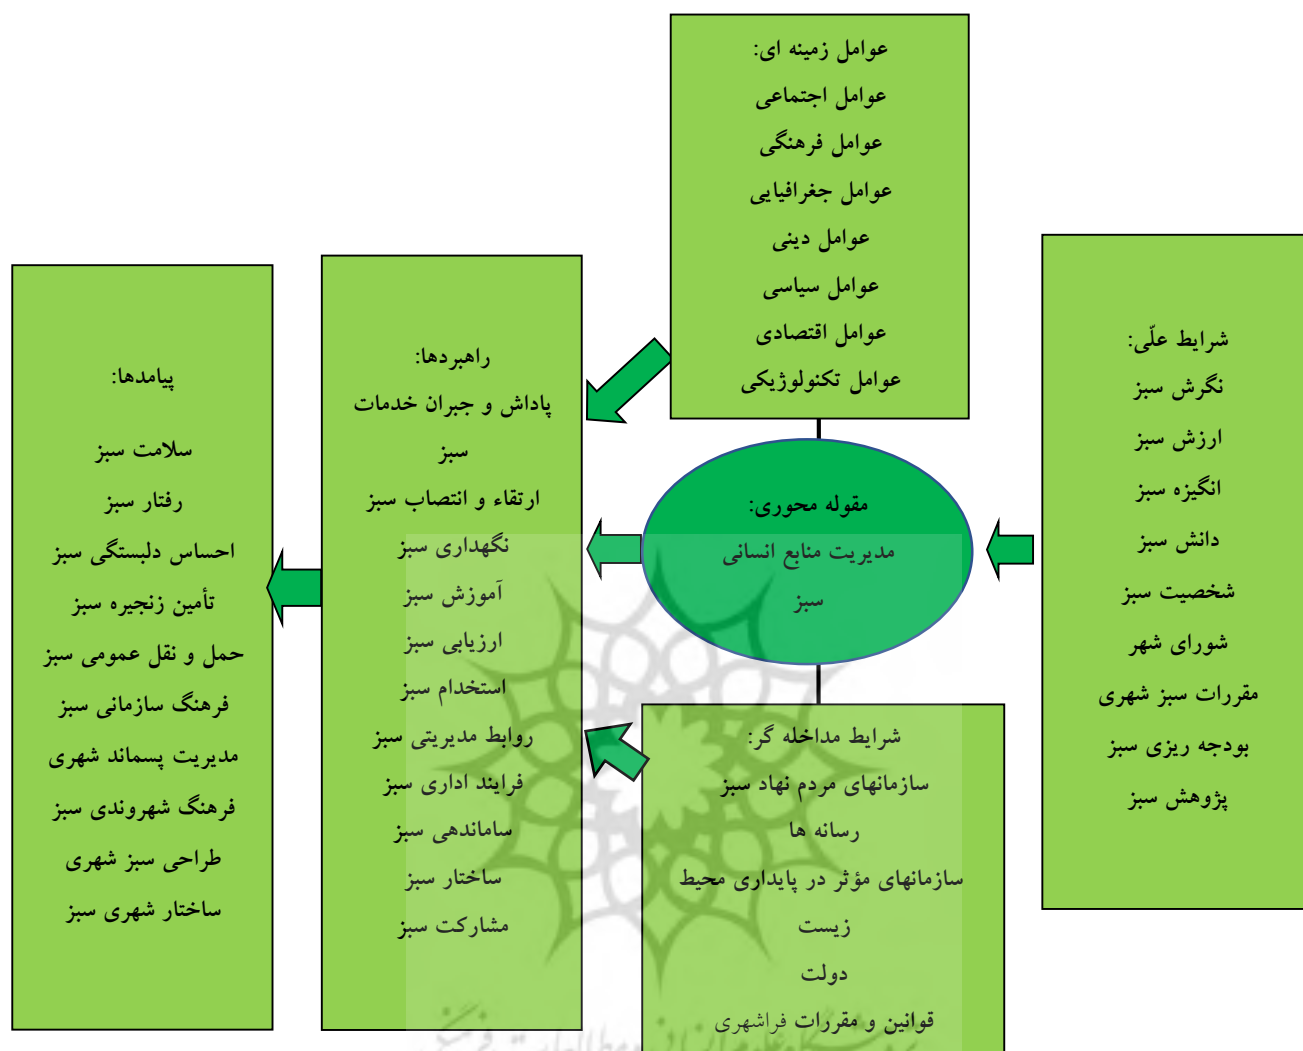 عوامل زمینه ای:
عوامل اجتماعی
عوامل فرهنگی
عوامل جغرافیایی
عوامل دینی
عوامل سیاسی
عوامل اقتصادی
عوامل تکنولوژیکی
شرایط علّی:
نگرش سبز
ارزش سبز
انگیزه سبز
دانش سبز
شخصیت سبز
شورای شهر
مقررات سبز شهری
بودجه ریزی سبز
پژوهش سبز
مقوله محوری:
مدیریت منابع انسانی
سبز
شرایط مداخله گر:
سازمانهای مردم نهاد سبز
رسانه ها
سازمانهای مؤثر در پایداری محیط
زیست
دولت
قوانین و مقررات فراشهری
راهبردها:
پاداش و جبران خدمات
سبز
ارتقاء و انتصاب سبز
نگهداری سبز
آموزش سبز
ارزیابی سبز
استخدام سبز
روابط مدیریتی سبز
فرایند اداری سبز
ساماندهی سبز
ساختار سبز
مشارکت سبز
پیامدها:
سلامت سبز
رفتار سبز
احساس دلبستگی سبز
تأمین زنجیره سبز
حمل و نقل عمومی سبز
فرهنگ سازمانی سبز
مدیریت پسماند شهری
فرهنگ شهروندی سبز
طراحی سبز شهری
ساختار شهری سبز